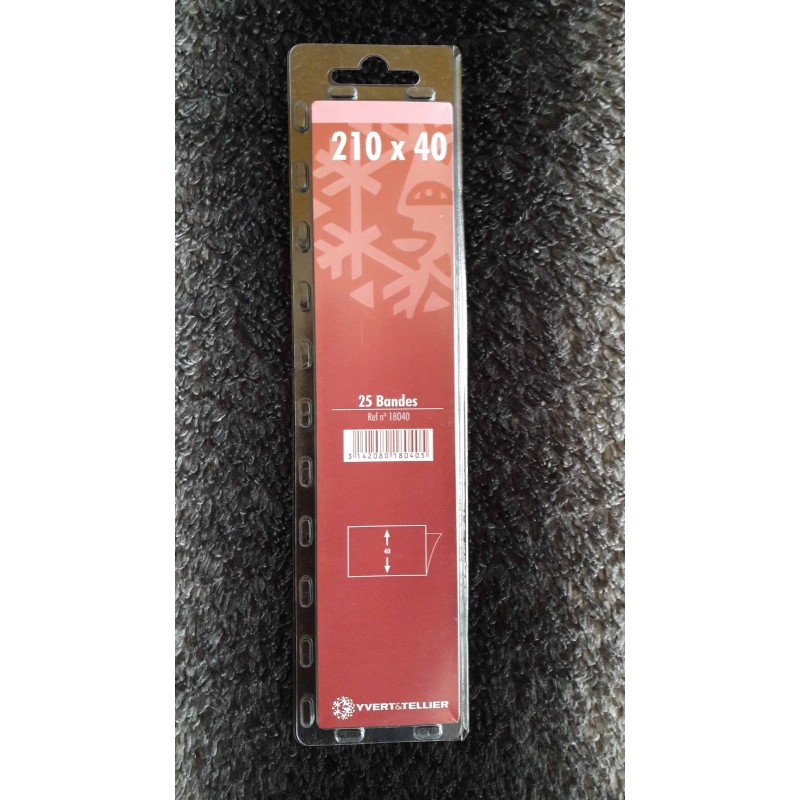 210 x 40
25 Bandes
Ref n° 18040
3 142080 180405
40
YVERT&TELLIER